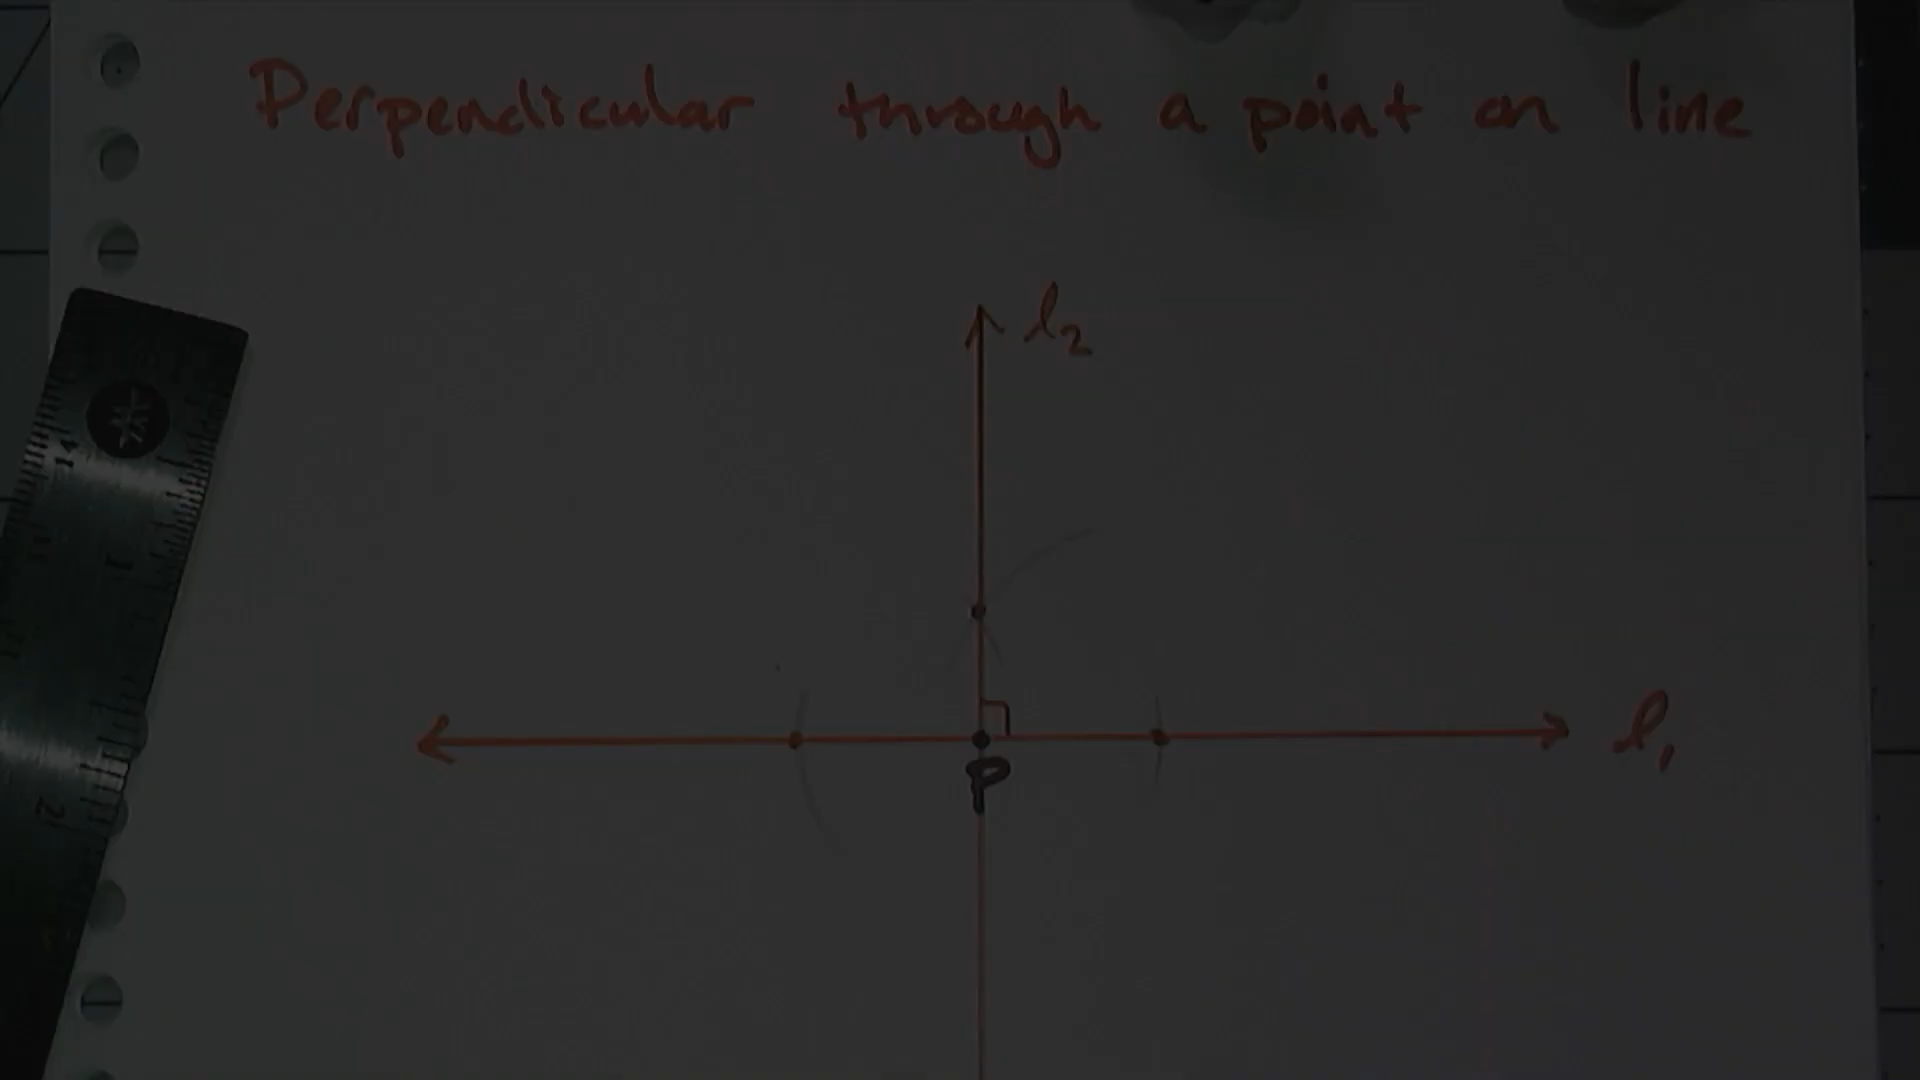 Perpendicular through a point on line
l₂
l₁
P